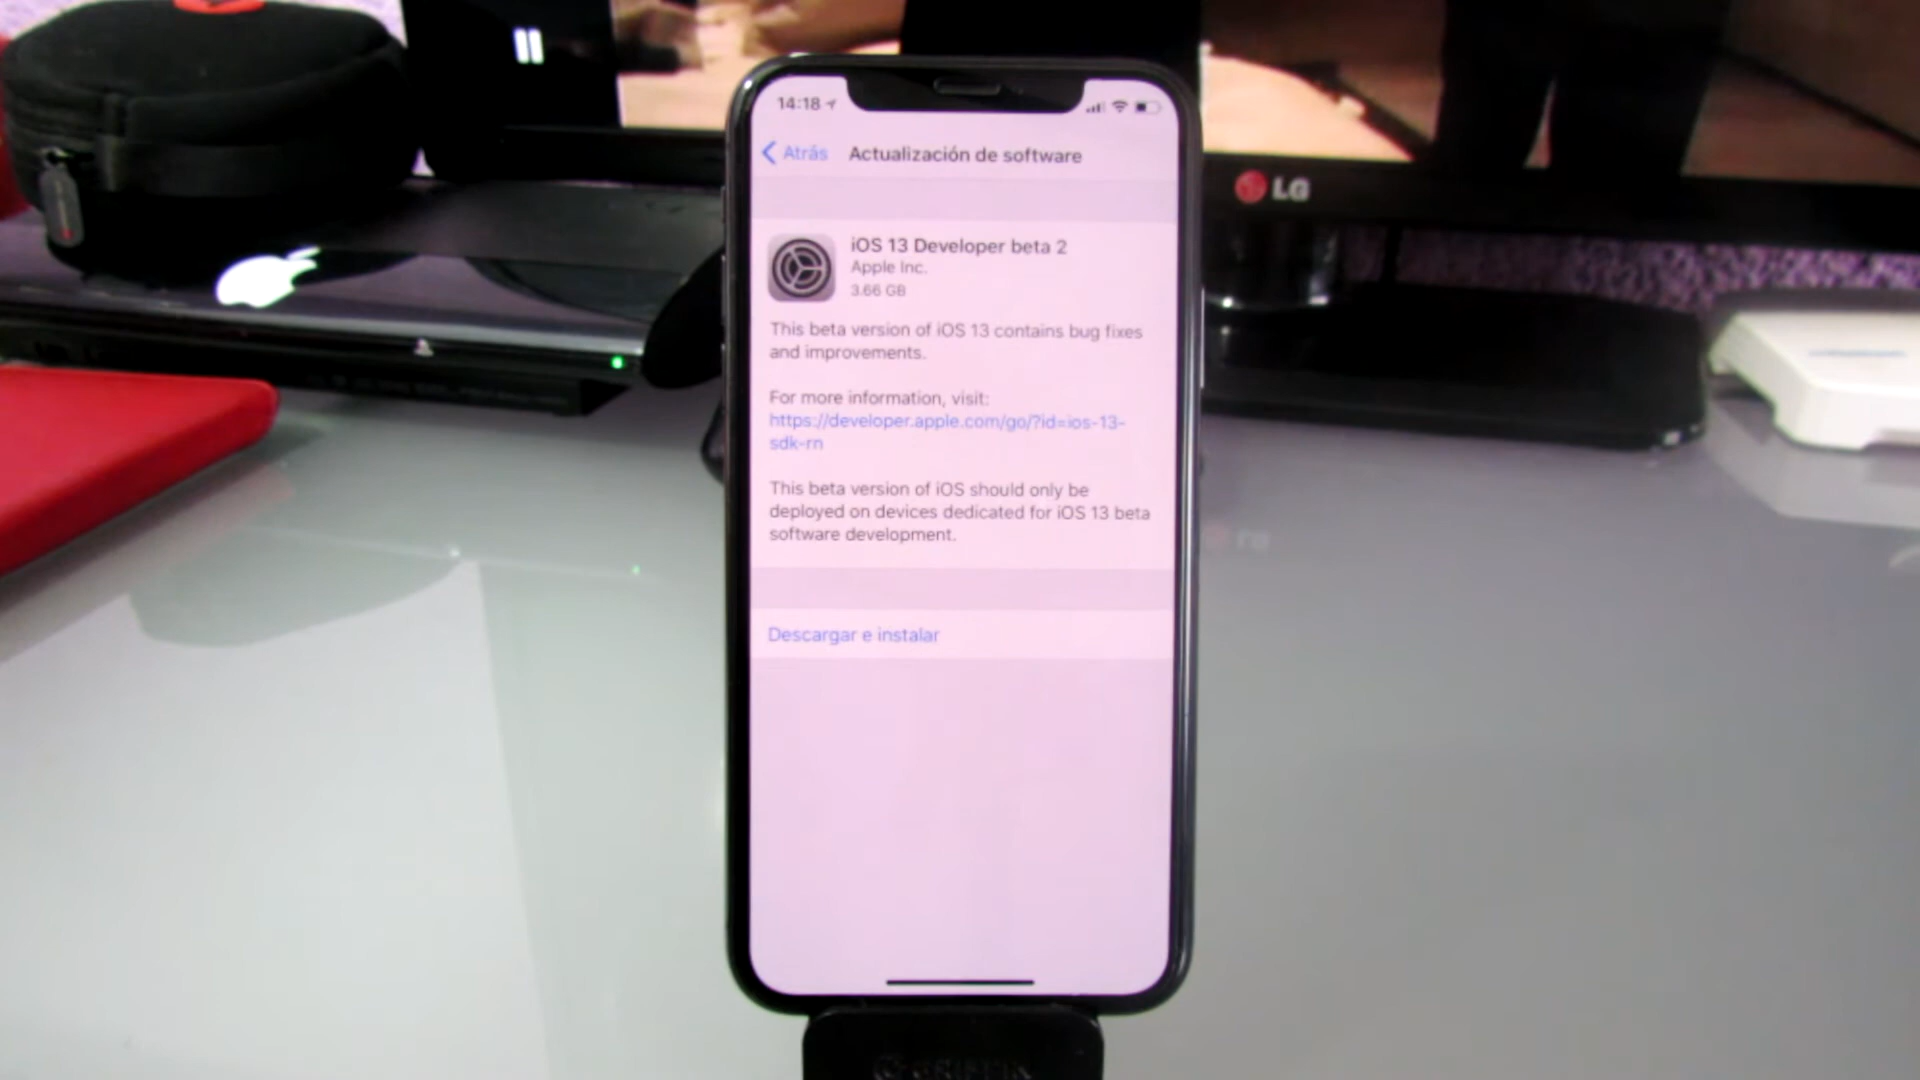 14:18
Atrás
Actualización de software
iOS 13 Developer beta 2
Apple Inc.
3.66 GB
This beta version of iOS 13 contains bug fixes
and improvements.
For more information, visit:
https://developer.apple.com/go/?id=ios-13-
sdk-rn
This beta version of iOS should only be
deployed on devices dedicated for iOS 13 beta
software development.
Descargar e instalar
LG
GRIFFIN